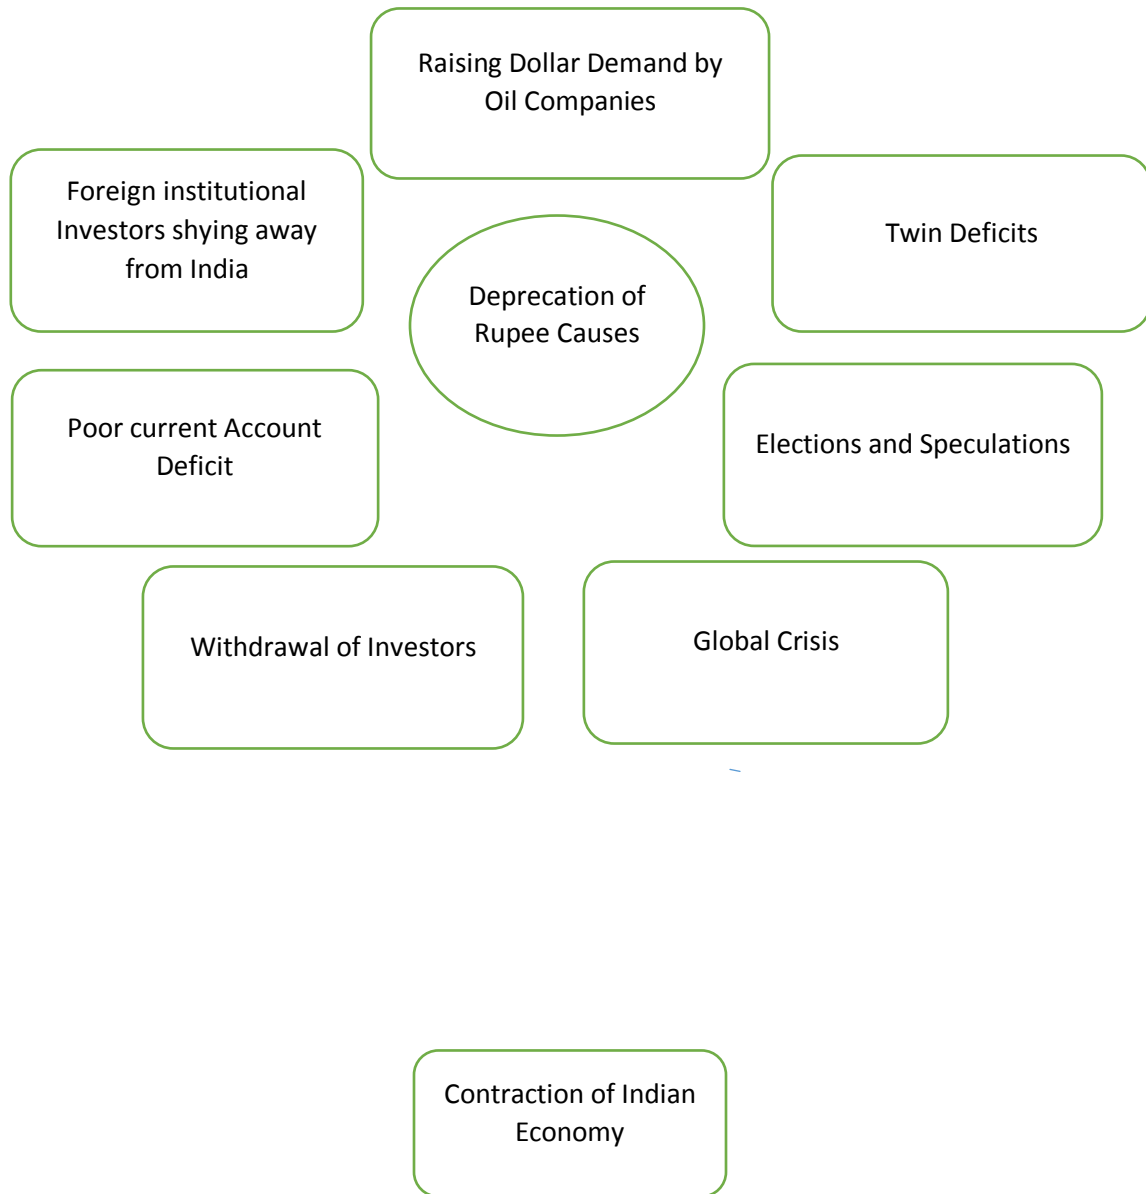 Raising Dollar Demand by
Oil Companies
Foreign institutional
Investors shying away
from India
Twin Deficits
Deprecation of
Rupee Causes
Poor current Account
Deficit
Elections and Speculations
Withdrawal of Investors
Global Crisis
Contraction of Indian
Economy